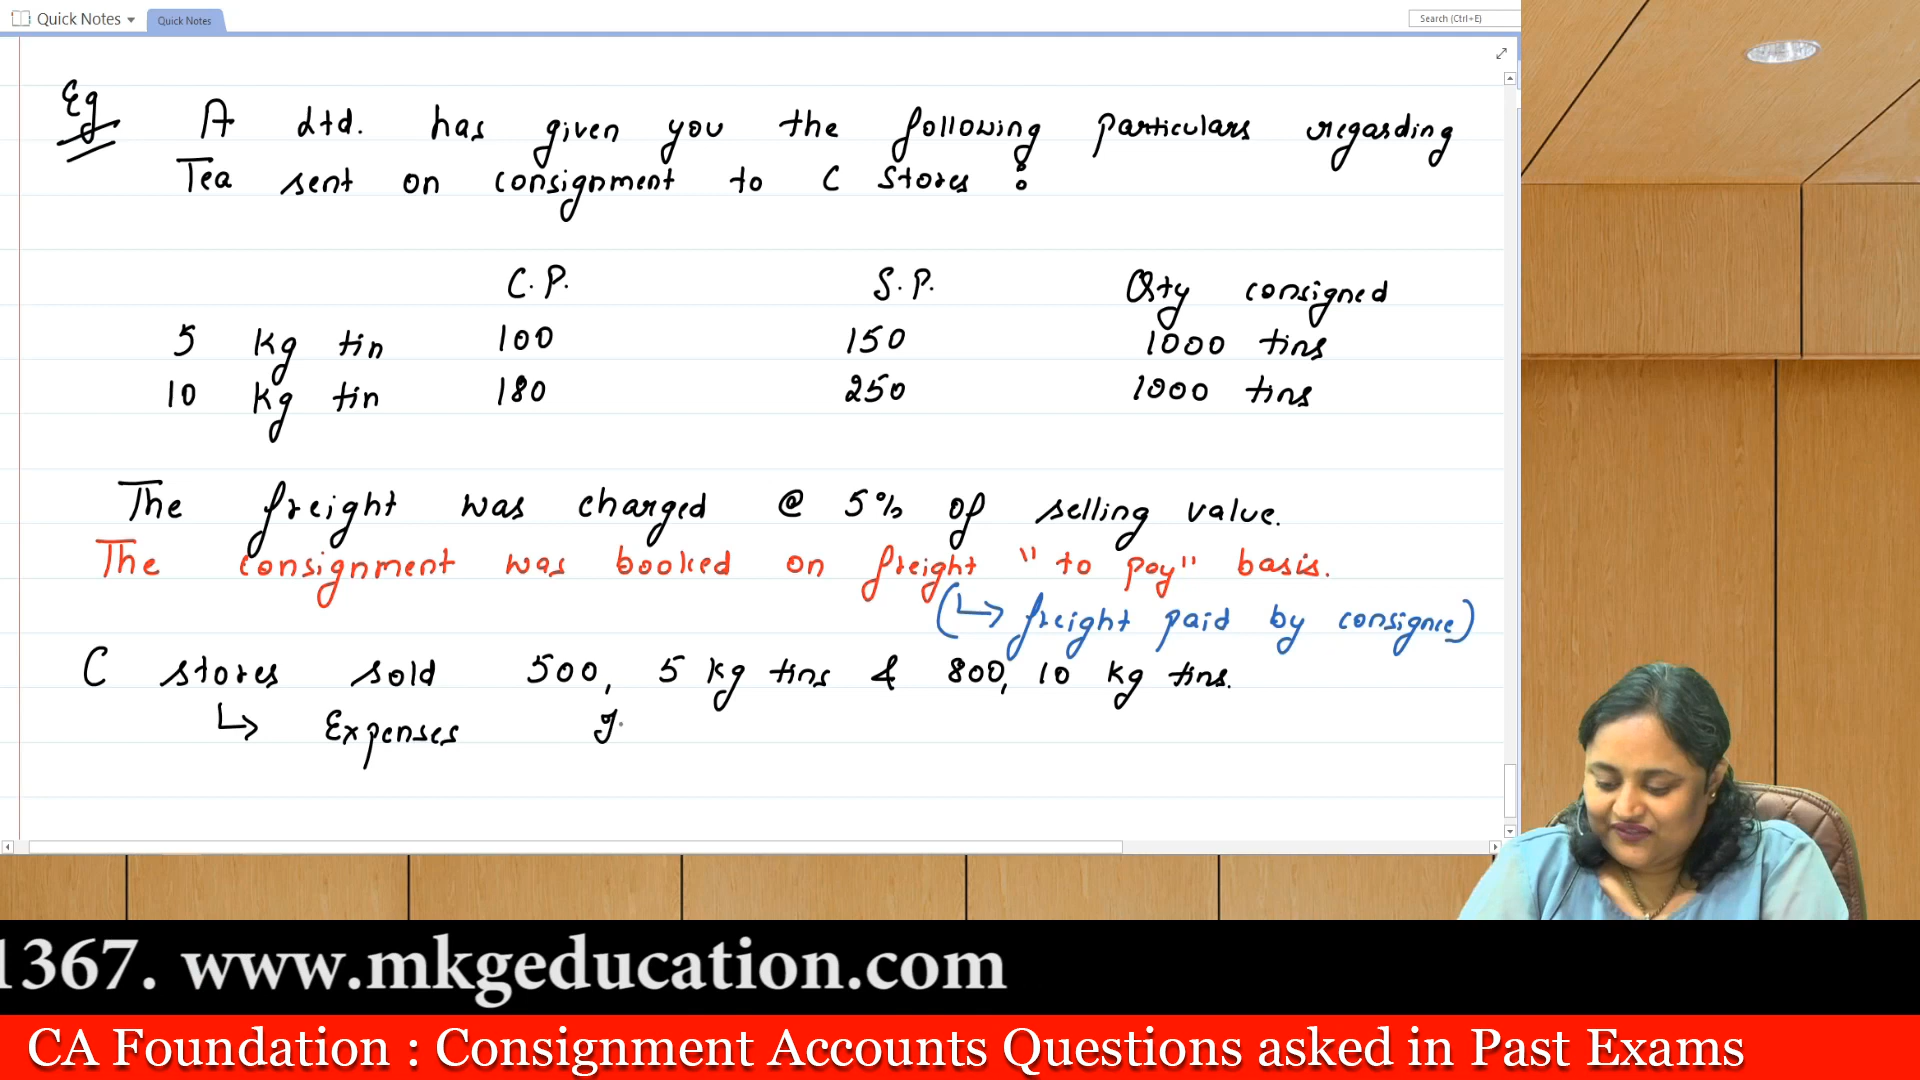 Quick Notes
Quick Notes
Search (Ctrl+E)
Eg A Ltd. has given you the following particulars regarding
Tea sent on consignment to C Stores :
C.P. S.P. Qty consigned
5 kg tin 100 150 1000 tins
10 kg tin 180 250 1000 tins
The freight was charged @ 5% of selling value.
The consignment was booked on freight "to pay" basis.
(↳ freight paid by consignee)
C stores sold 500, 5 kg tins & 800, 10 kg tins.
↳ Expenses
1367. www.mkgeducation.com
CA Foundation : Consignment Accounts Questions asked in Past Exams